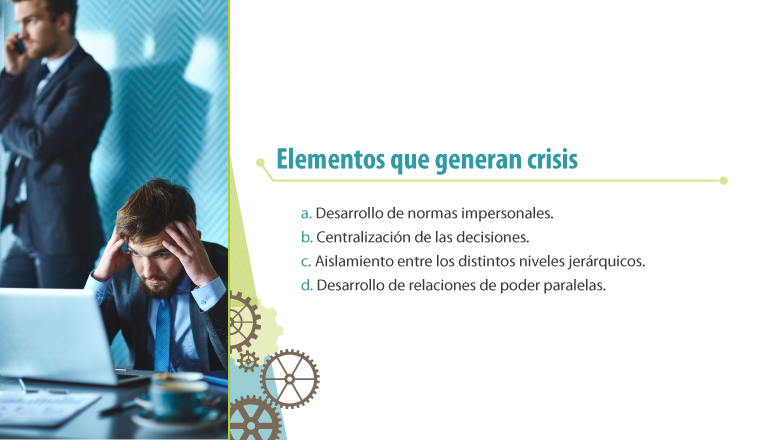 Elementos que generan crisis
a. Desarrollo de normas impersonales.
b. Centralización de las decisiones.
c. Aislamiento entre los distintos niveles jerárquicos.
d. Desarrollo de relaciones de poder paralelas.